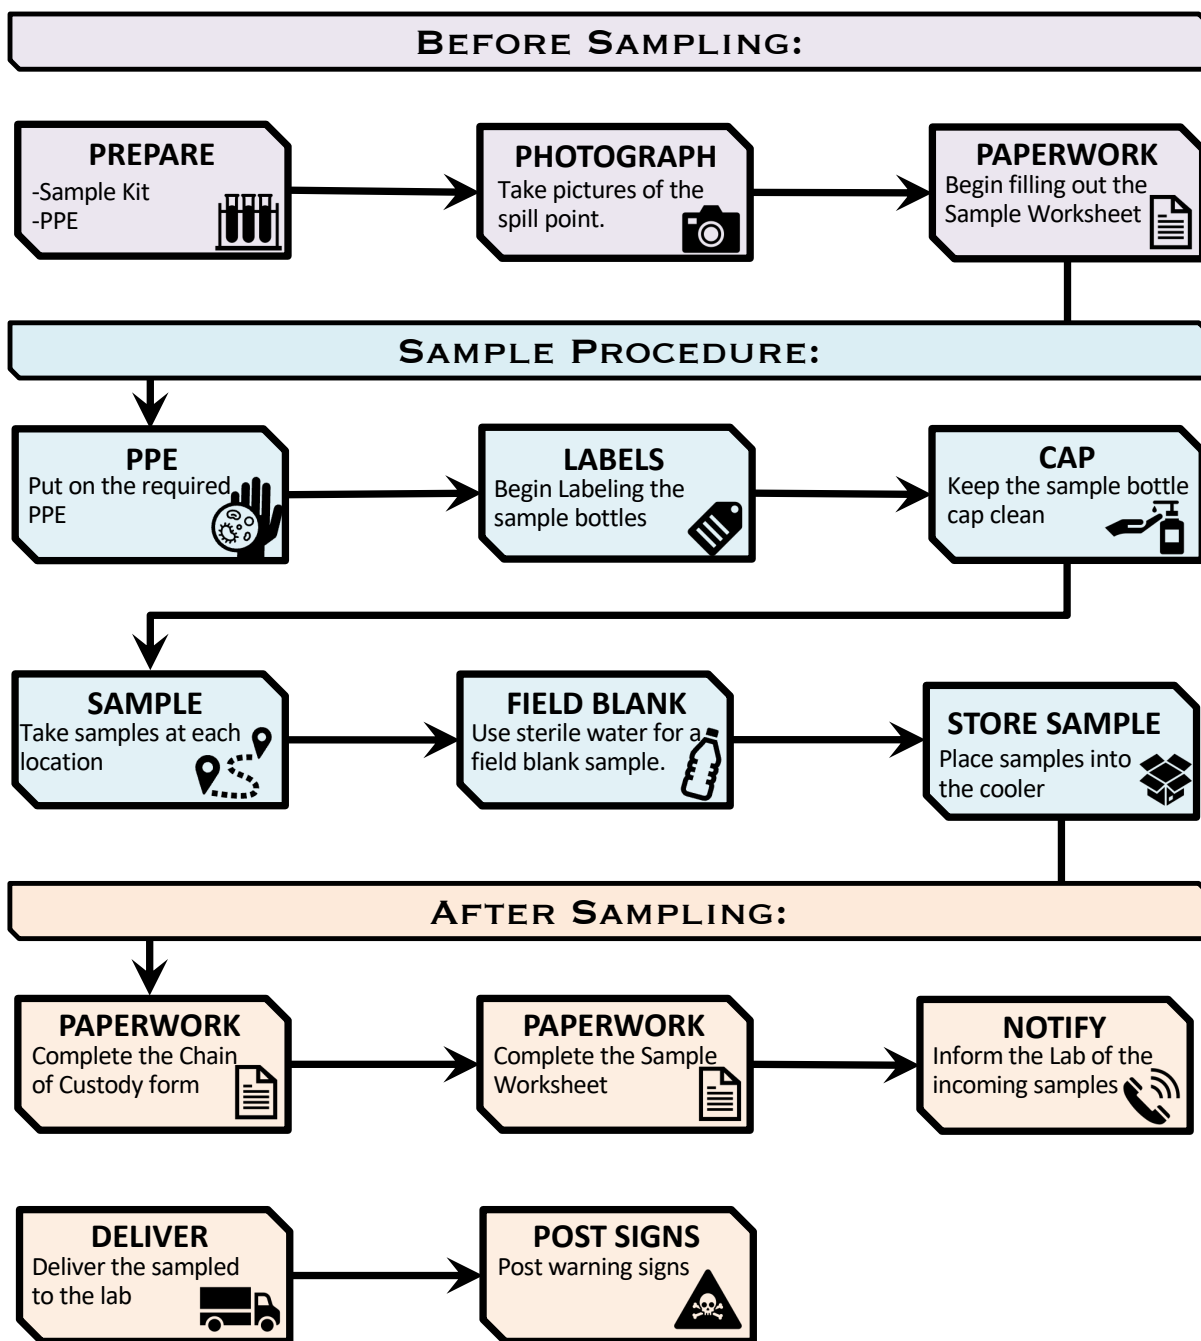 BEFORE SAMPLING:
PREPARE
-Sample Kit
-PPE
PHOTOGRAPH
Take pictures of the
spill point.
PAPERWORK
Begin filling out the
Sample Worksheet
SAMPLE PROCEDURE:
PPE
Put on the required
PPE
LABELS
Begin Labeling the
sample bottles
CAP
Keep the sample bottle
cap clean
SAMPLE
Take samples at each
location
FIELD BLANK
Use sterile water for a
field blank sample.
STORE SAMPLE
Place samples into
the cooler
AFTER SAMPLING:
PAPERWORK
Complete the Chain
of Custody form
PAPERWORK
Complete the Sample
Worksheet
NOTIFY
Inform the Lab of the
incoming samples
DELIVER
Deliver the sampled
to the lab
POST SIGNS
Post warning signs